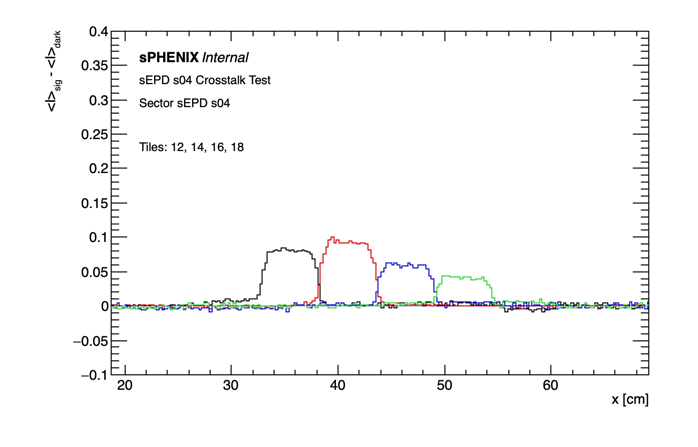 0.4
<I>sig - <I>dark
sPHENIX Internal
0.35
sEPD s04 Crosstalk Test
0.3
Sector sEPD s04
0.25
Tiles: 12, 14, 16, 18
0.2
0.15
0.1
0.05
0
−0.05
−0.1
20 30 40 50 60
x [cm]